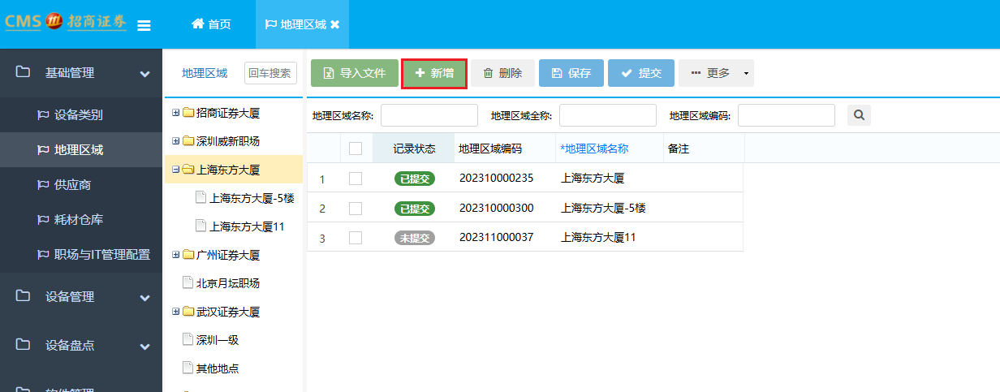 CMS 招商证券
首页
地理区域
基础管理
设备类别
地理区域
供应商
耗材仓库
职场与IT管理配置
设备管理
设备盘点
软件管理
地理区域 回车搜索
招商证券大厦
深圳威新职场
上海东方大厦
上海东方大厦-5楼
上海东方大厦11
广州证券大厦
北京月坛职场
武汉证券大厦
深圳一级
其他地点
导入文件 新增 删除 保存 提交 更多
地理区域名称: 地理区域全称: 地理区域编码:
记录状态 地理区域编码 *地理区域名称 备注
1 已提交 202310000235 上海东方大厦
2 已提交 202310000300 上海东方大厦-5楼
3 未提交 202311000037 上海东方大厦11